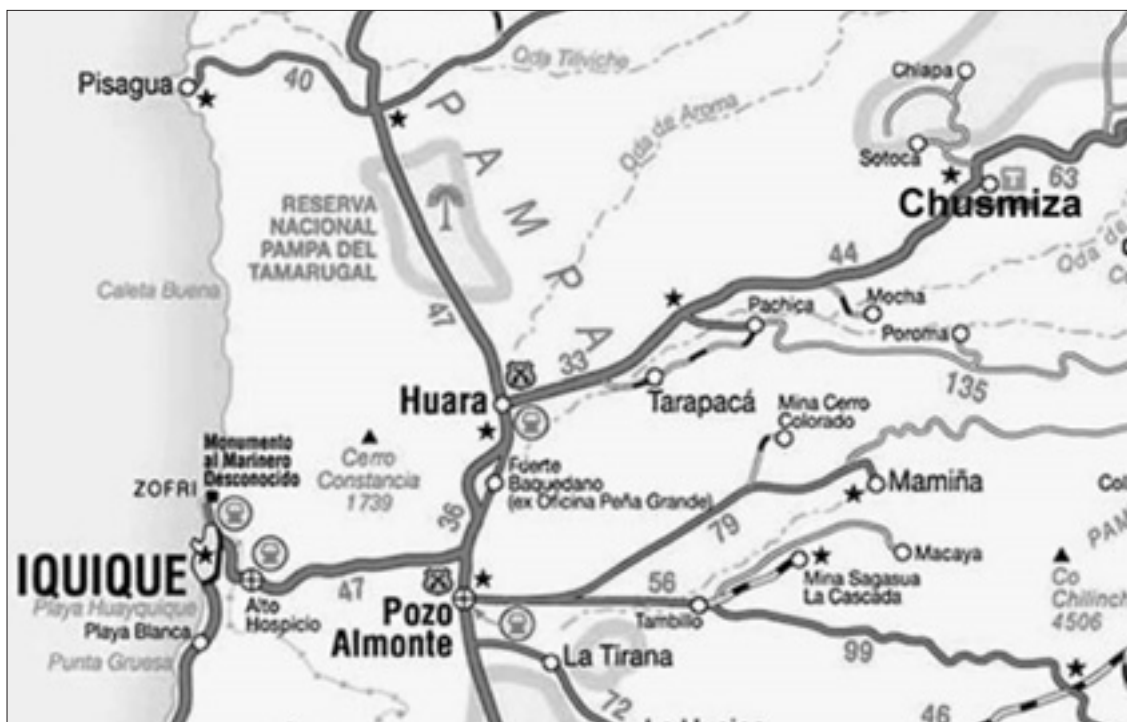 Qda Tiliviche
Pisagua
40
Chiapa
P A M P A
Qda de Aroma
Sotoca
63
Chusmiza
RESERVA
NACIONAL
PAMPA DEL
TAMARUGAL
44
Qda de
Caleta Buena
47
Mocha
Pachica
Poroma
33
135
Huara
Tarapacá
Mina Cerro
Colorado
Monumento
al Marinero
Desconocido
Cerro
Constancia
1739
Fuerte
Baquedano
(ex Oficina Peña Grande)
ZOFRI
Mamiña
36
79
IQUIQUE
Macaya
47
56
Mina Sagasua
La Cascada
Co
Chilinch
4506
Playa Huayquique
Alto
Hospicio
Pozo
Almonte
Tambillo
Playa Blanca
La Tirana
99
Punta Gruesa
72
46